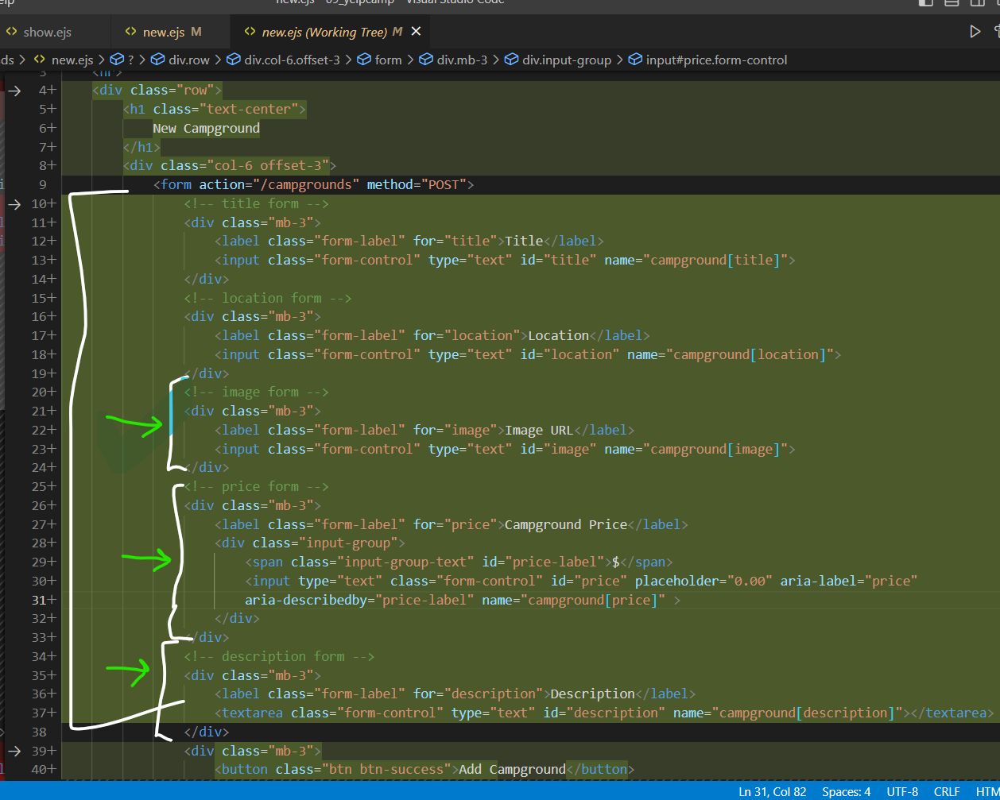 new.ejs - 09_yelpcamp - Visual Studio Code
show.ejs new.ejs M new.ejs (Working Tree) M
ds > new.ejs > ? > div.row > div.col-6.offset-3 > form > div.mb-3 > div.input-group > input#price.form-control
3 <hr>
4+ <div class="row">
5+ <h1 class="text-center">
6+ New Campground
7+ </h1>
8+ <div class="col-6 offset-3">
9 <form action="/campgrounds" method="POST">
10+ <!-- title form -->
11+ <div class="mb-3">
12+ <label class="form-label" for="title">Title</label>
13+ <input class="form-control" type="text" id="title" name="campground[title]">
14+ </div>
15+ <!-- location form -->
16+ <div class="mb-3">
17+ <label class="form-label" for="location">Location</label>
18+ <input class="form-control" type="text" id="location" name="campground[location]">
19+ </div>
20+ <!-- image form -->
21+ <div class="mb-3">
22+ <label class="form-label" for="image">Image URL</label>
23+ <input class="form-control" type="text" id="image" name="campground[image]">
24+ </div>
25+ <!-- price form -->
26+ <div class="mb-3">
27+ <label class="form-label" for="price">Campground Price</label>
28+ <div class="input-group">
29+ <span class="input-group-text" id="price-label">$</span>
30+ <input type="text" class="form-control" id="price" placeholder="0.00" aria-label="price"
31+ aria-describedby="price-label" name="campground[price]" >
32+ </div>
33+ </div>
34+ <!-- description form -->
35+ <div class="mb-3">
36+ <label class="form-label" for="description">Description</label>
37+ <textarea class="form-control" type="text" id="description" name="campground[description]"></textarea>
38 </div>
39+ <div class="mb-3">
40+ <button class="btn btn-success">Add Campground</button>
Ln 31, Col 82 Spaces: 4 UTF-8 CRLF HTM